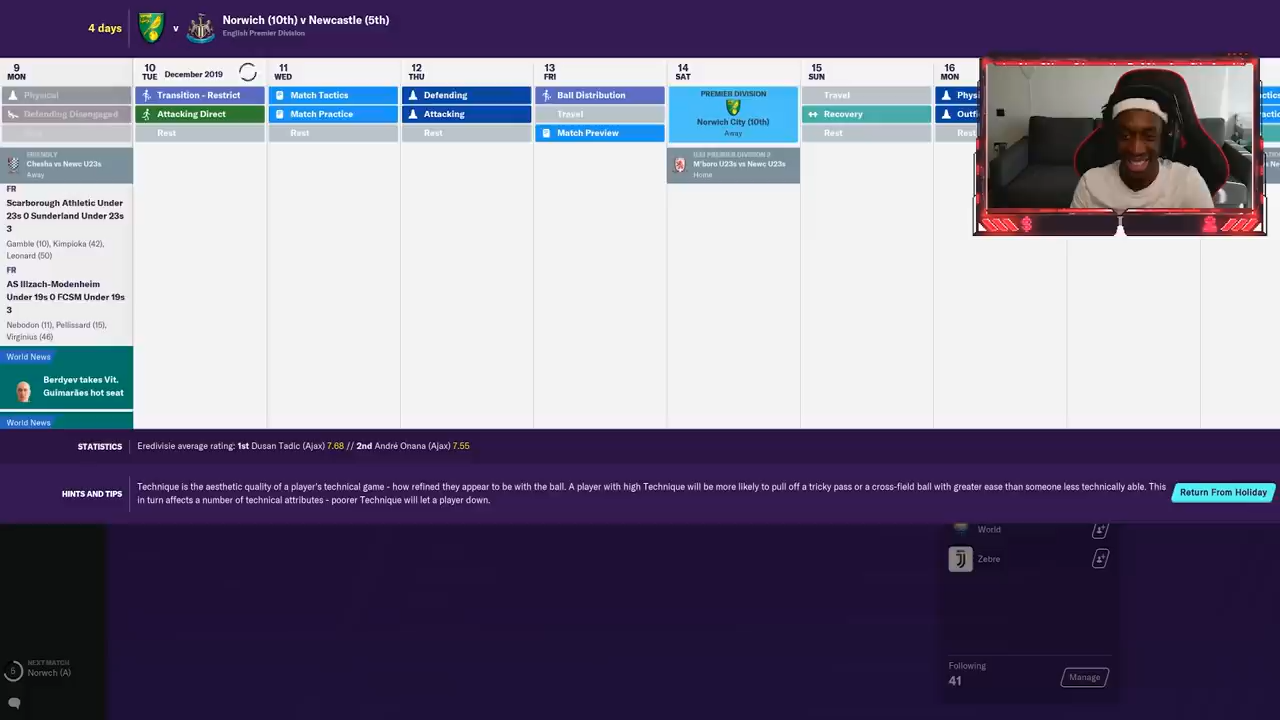 4 days
v
Norwich (10th) v Newcastle (5th)
English Premier Division
9
MON
10
TUE
December 2019
11
WED
12
THU
13
FRI
14
SAT
15
SUN
16
MON
Physical
Transition - Restrict
Match Tactics
Defending
Ball Distribution
PREMIER DIVISION
Norwich City (10th)
Away
Travel
Physi
Defending Disengaged
Attacking Direct
Match Practice
Attacking
Travel
Recovery
Outfi
Rest
Rest
Rest
Match Preview
Rest
Rest
FRIENDLY
Chesha vs Newc U23s
Away
M'boro U23s vs Newc U23s
Home
FR
Scarborough Athletic Under
23s 0 Sunderland Under 23s
3
Gamble (10), Kimpioka (42),
Leonard (50)
FR
AS Illzach-Modenheim
Under 19s 0 FCSM Under 19s
3
Nebodon (11), Pellissard (15),
Virginius (46)
World News
Berdyev takes Vit.
Guimarães hot seat
World News
STATISTICS
Eredivisie average rating: 1st Dusan Tadic (Ajax) 7.68 // 2nd André Onana (Ajax) 7.55
HINTS AND TIPS
Technique is the aesthetic quality of a player's technical game - how refined they appear to be with the ball. A player with high Technique will be more likely to pull off a tricky pass or a cross-field ball with greater ease than someone less technically able. This
in turn affects a number of technical attributes - poorer Technique will let a player down.
Return From Holiday
World
Zebre
Following
41
Manage
5
NEXT MATCH
Norwch (A)